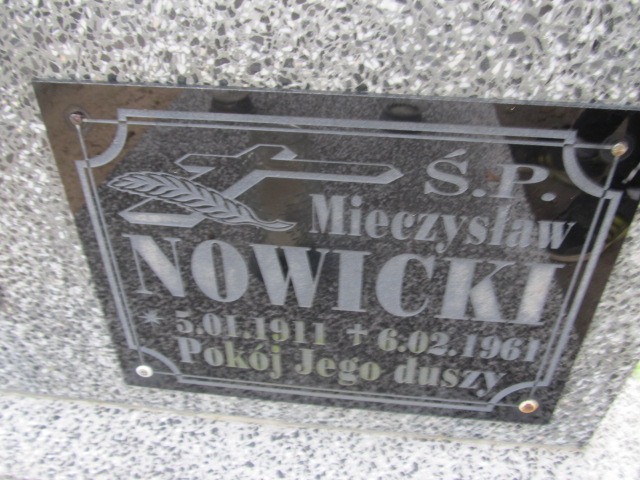 Ś.P.
Mieczysław
NOWICKI
* 5.01.1911 + 6.02.1961
Pokój Jego duszy